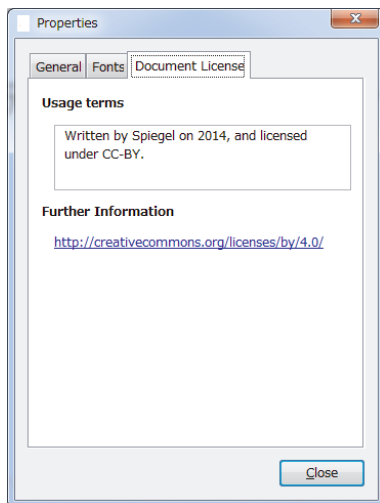 Properties
General Fonts Document License
Usage terms
Written by Spiegel on 2014, and licensed
under CC-BY.
Further Information
http://creativecommons.org/licenses/by/4.0/
Close